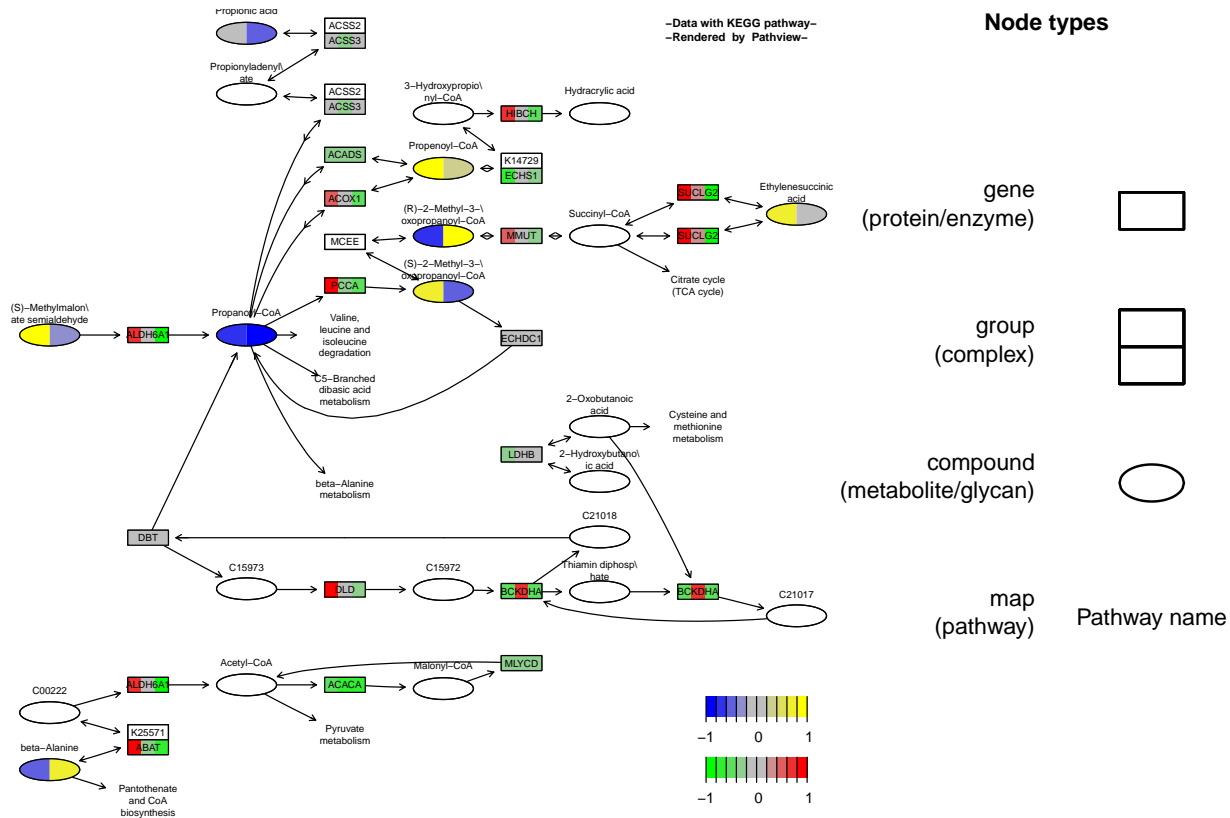 Propionic acid
ACSS2
ACSS3
−Data with KEGG pathway−
−Rendered by Pathview−
Node types
Propionyladenyl\
ate
ACSS2
ACSS3
3−Hydroxypropio\
nyl−CoA
HIBCH
Hydracrylic acid
ACADS
Propenoyl−CoA
K14729
ECHS1
ACOX1
(R)−2−Methyl−3−\
oxopropanoyl−CoA
Succinyl−CoA
SUCLG2
Ethylenesuccinic
acid
gene
(protein/enzyme)
MCEE
MMUT
SUCLG2
(S)−2−Methyl−3−\
oxopropanoyl−CoA
PCCA
Citrate cycle
(TCA cycle)
(S)−Methylmalon\
ate semialdehyde
ALDH6A1
Propanoyl−CoA
Valine,
leucine and
isoleucine
degradation
ECHDC1
group
(complex)
C5−Branched
dibasic acid
metabolism
2−Oxobutanoic
acid
Cysteine and
methionine
metabolism
LDHB
2−Hydroxybutano\
ic acid
beta−Alanine
metabolism
compound
(metabolite/glycan)
DBT
C21018
C15973
DLD
C15972
BCKDHA
Thiamin diphosp\
hate
BCKDHA
C21017
map
(pathway)
Pathway name
Acetyl−CoA
Malonyl−CoA
MLYCD
C00222
ALDH6A1
ACACA
K25571
ABAT
Pyruvate
metabolism
beta−Alanine
Pantothenate
and CoA
biosynthesis
−1
0
1
−1
0
1